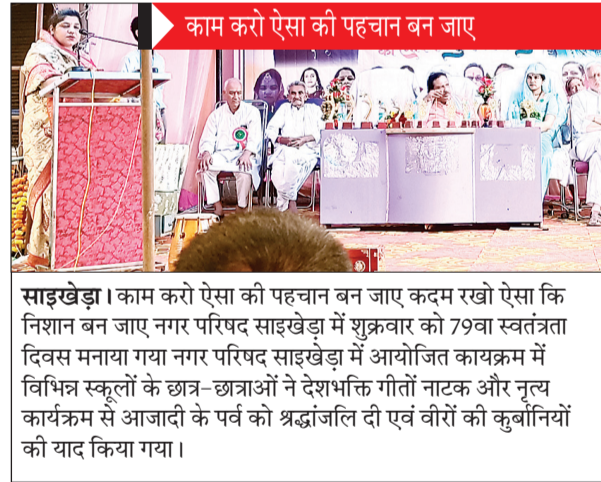 काम करो ऐसा की पहचान बन जाए
साइखेड़ा। काम करो ऐसा की पहचान बन जाए कदम रखो ऐसा कि
निशान बन जाए नगर परिषद साइखेड़ा में शुक्रवार को 79वा स्वतंत्रता
दिवस मनाया गया नगर परिषद साइखेड़ा में आयोजित कायक्रम में
विभिन्न स्कूलों के छात्र-छात्राओं ने देशभक्ति गीतों नाटक और नृत्य
कार्यक्रम से आजादी के पर्व को श्रद्धांजलि दी एवं वीरों की कुर्बानियों
की याद किया गया।